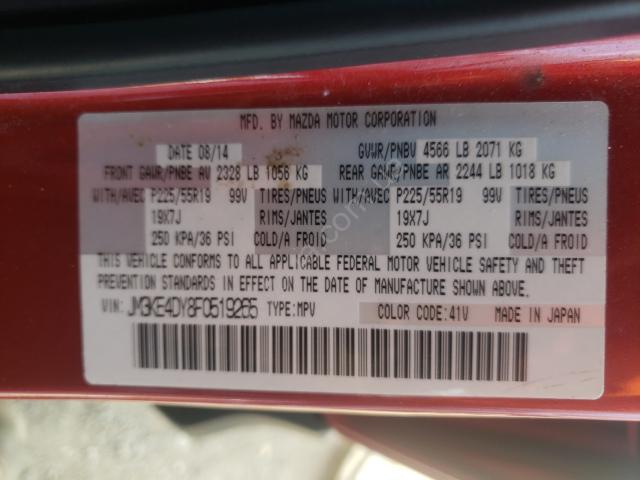 MFD. BY MAZDA MOTOR CORPORATION
DATE 08/14 GVWR/PNBV 4566 LB 2071 KG
FRONT GAWR/PNBE AV 2328 LB 1056 KG REAR GAWR/PNBE AR 2244 LB 1018 KG
WITH/AVEC P225/55R19 99V TIRES/PNEUS WITH/AVEC P225/55R19 99V TIRES/PNEUS
19X7J RIMS/JANTES 19X7J RIMS/JANTES
250 KPA/36 PSI COLD/A FROID 250 KPA/36 PSI COLD/A FROID
THIS VEHICLE CONFORMS TO ALL APPLICABLE FEDERAL MOTOR VEHICLE SAFETY AND THEFT
PREVENTION STANDARDS IN EFFECT ON THE DATE OF MANUFACTURE SHOWN ABOVE.
VIN: JM3KE4DY8F0519265 TYPE:MPV COLOR CODE:41V MADE IN JAPAN